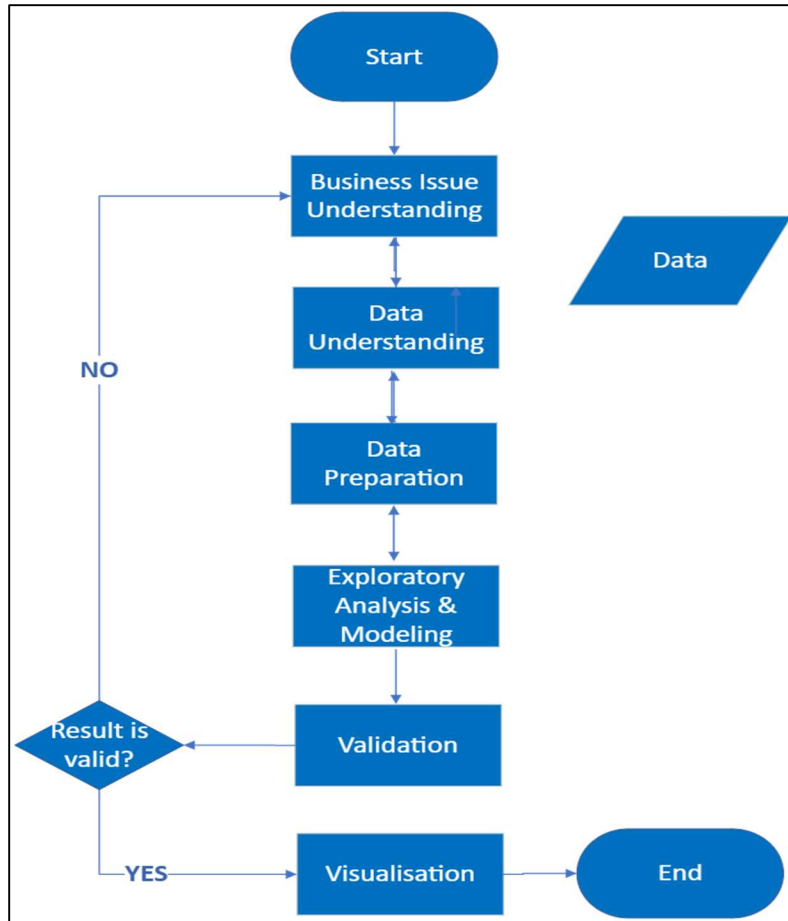 Start
Business Issue
Understanding
Data
Data
Understanding
NO
Data
Preparation
Exploratory
Analysis &
Modeling
Result is
valid?
Validation
YES
Visualisation
End